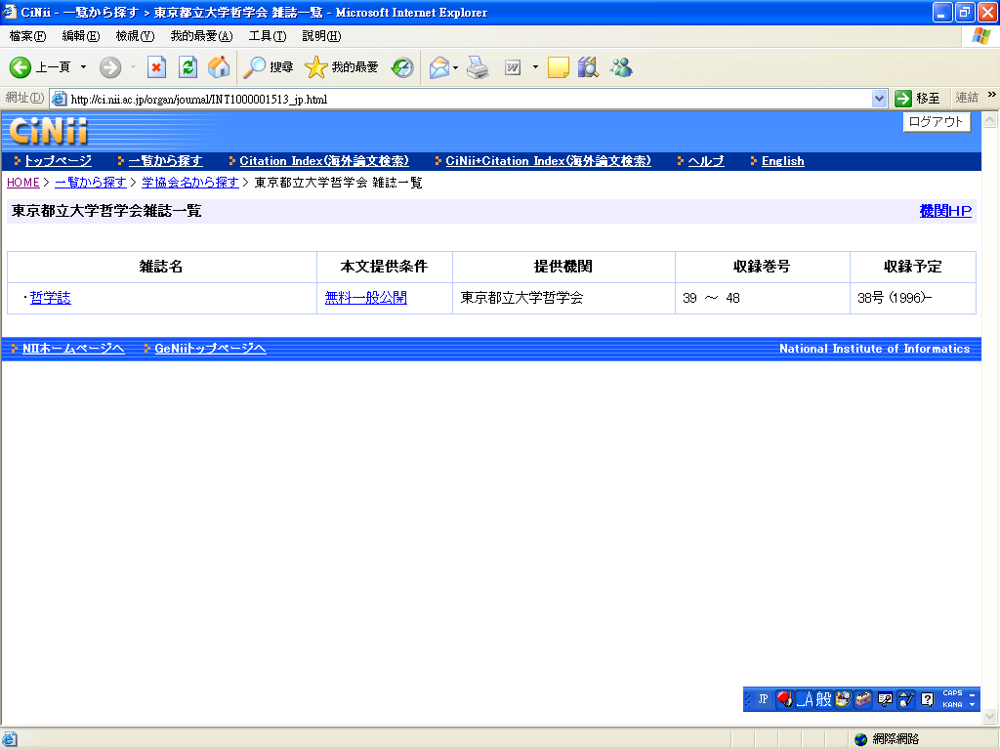 CiNii - 一覧から探す > 東京都立大学哲学会 雑誌一覧 - Microsoft Internet Explorer
檔案(F) 編輯(E) 檢視(V) 我的最愛(A) 工具(T) 說明(H)
上一頁 搜尋 我的最愛
網址(D) http://ci.nii.ac.jp/organ/journal/INT1000001513_jp.html 移至 連結 »
CiNii ログアウト
トップページ 一覧から探す Citation Index(海外論文検索) CiNii+Citation Index(海外論文検索) ヘルプ English
HOME > 一覧から探す > 学協会名から探す > 東京都立大学哲学会 雑誌一覧
東京都立大学哲学会雑誌一覧 機関HP
雑誌名 本文提供条件 提供機関 収録巻号 収録予定
・哲学誌 無料一般公開 東京都立大学哲学会 39 ～ 48 38号 (1996)-
NIIホームページへ GeNiiトップページへ National Institute of Informatics
JP _A 般 CAPS KANA
網際網路